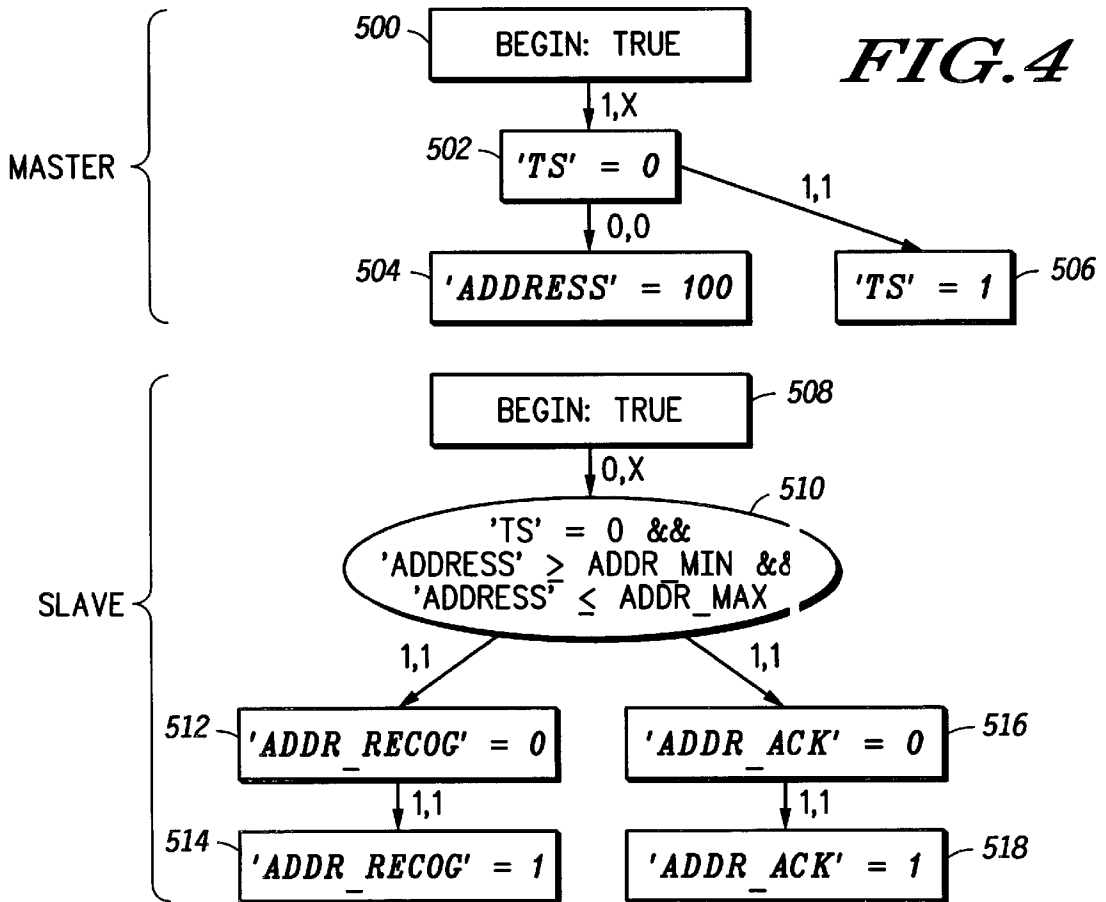 500
BEGIN: TRUE
FIG.4
1,X
MASTER
502
'TS' = 0
1,1
0,0
504
'ADDRESS' = 100
'TS' = 1
506
BEGIN: TRUE
508
0,X
510
'TS' = 0 &&
'ADDRESS' ≥ ADDR_MIN &&
'ADDRESS' ≤ ADDR_MAX
SLAVE
1,1
1,1
512
'ADDR_RECOG' = 0
'ADDR_ACK' = 0
516
1,1
1,1
514
'ADDR_RECOG' = 1
'ADDR_ACK' = 1
518